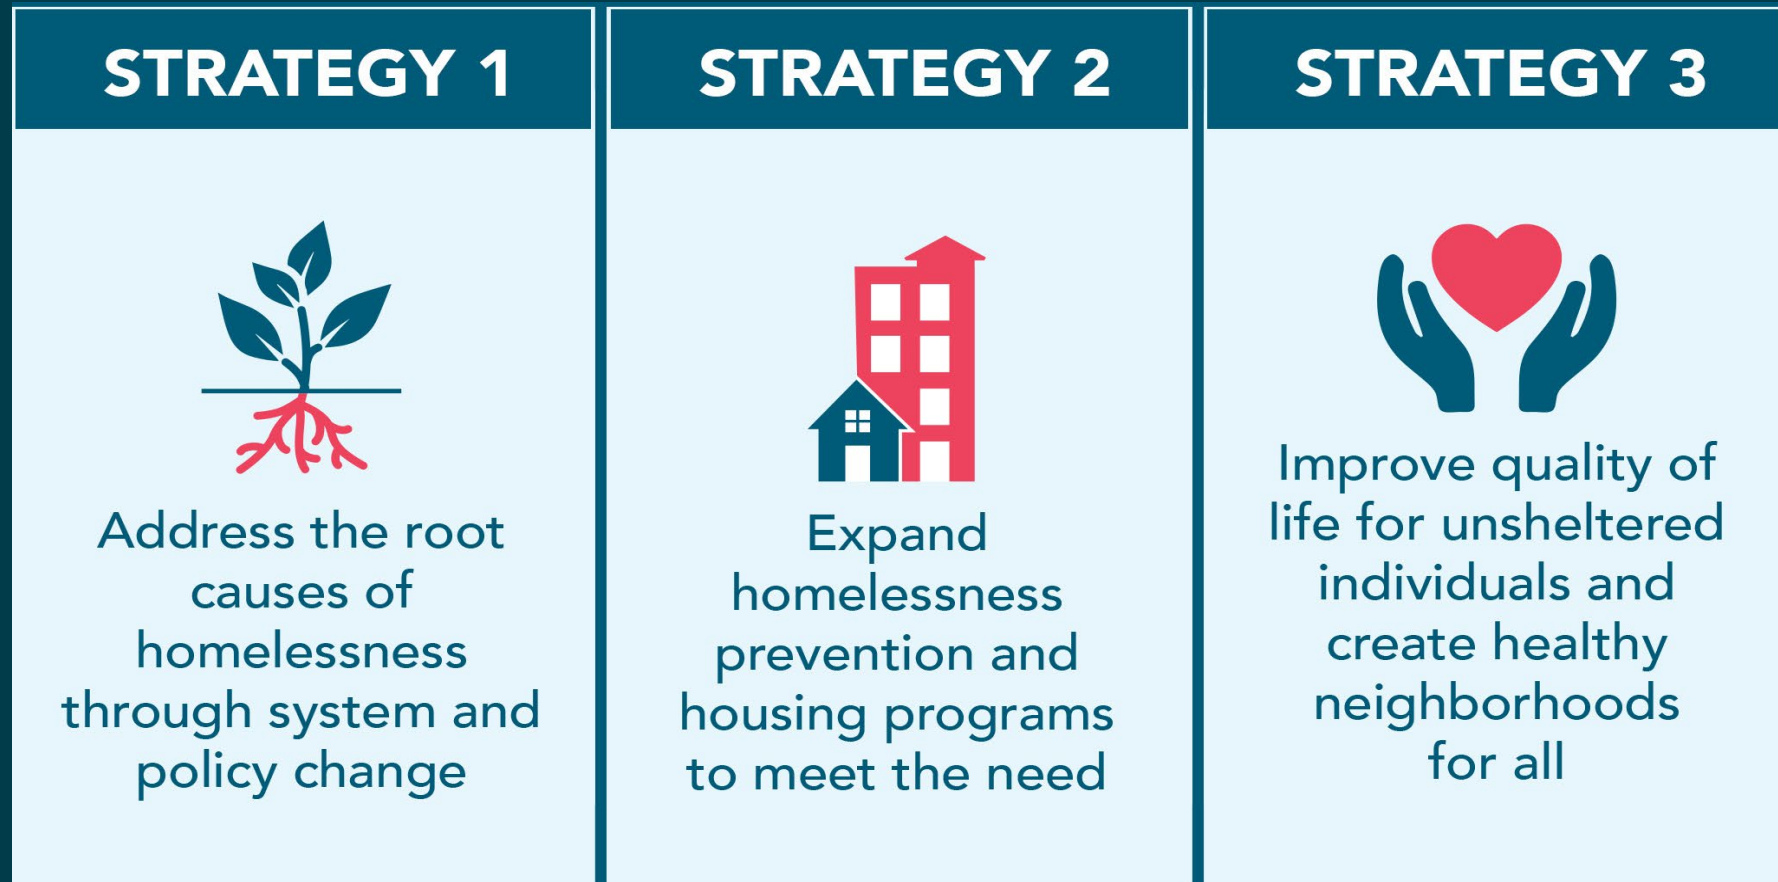 STRATEGY 1
Address the root
causes of
homelessness
through system and
policy change
STRATEGY 2
Expand
homelessness
prevention and
housing programs
to meet the need
STRATEGY 3
Improve quality of
life for unsheltered
individuals and
create healthy
neighborhoods
for all